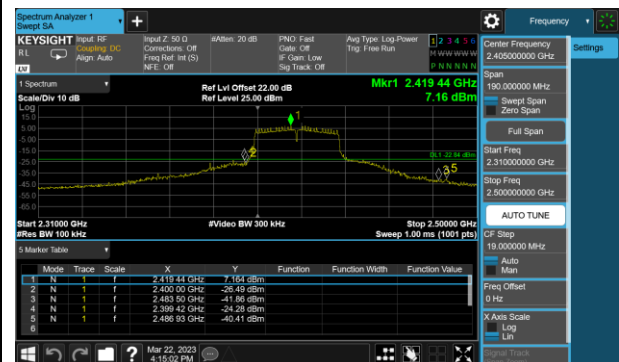 Spectrum Analyzer 1
Swept SA
Frequency
KEYSIGHT
Input: RF
Coupling: DC
Align: Auto
Input Z: 50 Ω
Corrections: Off
Freq Ref: Int (S)
NFE: Off
#Atten: 20 dB
PNO: Fast
Gate: Off
IF Gain: Low
Sig Track: Off
Avg Type: Log-Power
Trig: Free Run
1 2 3 4 5 6
M W W W W W
P N N N N N
Center Frequency
2.405000000 GHz
Settings
Span
190.000000 MHz
Swept Span
Zero Span
Full Span
Start Freq
2.310000000 GHz
Stop Freq
2.500000000 GHz
AUTO TUNE
CF Step
19.000000 MHz
Auto
Man
Freq Offset
0 Hz
X Axis Scale
Log
Lin
Signal Track
1 Spectrum
Scale/Div 10 dB
Ref Lvl Offset 22.00 dB
Ref Level 25.00 dBm
Mkr1 2.419 44 GHz
7.16 dBm
Log
15.0
5.00
-5.00
-15.0
-25.0
-35.0
-45.0
-55.0
-65.0
1
2
3
5
DL1 -22.84 dBm
Start 2.31000 GHz
#Res BW 100 kHz
#Video BW 300 kHz
Stop 2.50000 GHz
Sweep 1.00 ms (1001 pts)
5 Marker Table
Mode Trace Scale X Y Function Function Width Function Value
1 N 1 f 2.419 44 GHz 7.164 dBm
2 N 1 f 2.400 00 GHz -26.49 dBm
3 N 1 f 2.483 50 GHz -41.86 dBm
4 N 1 f 2.399 42 GHz -24.28 dBm
5 N 1 f 2.486 93 GHz -40.41 dBm
6
?
Mar 22, 2023
4:15:02 PM